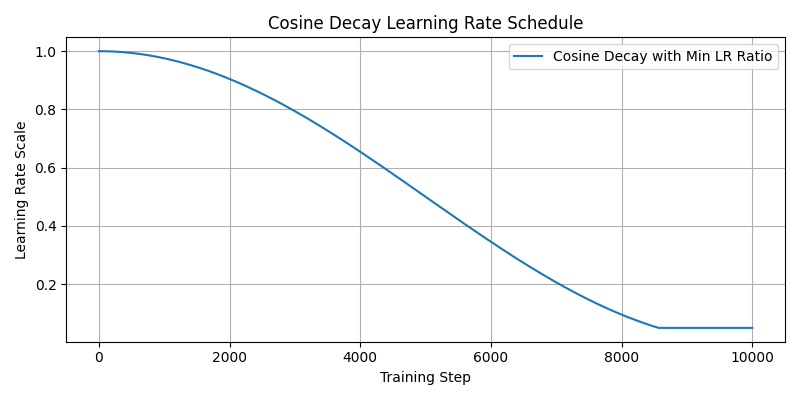 Cosine Decay Learning Rate Schedule
Cosine Decay with Min LR Ratio
1.0
0.8
0.6
0.4
0.2
Learning Rate Scale
0 2000 4000 6000 8000 10000
Training Step